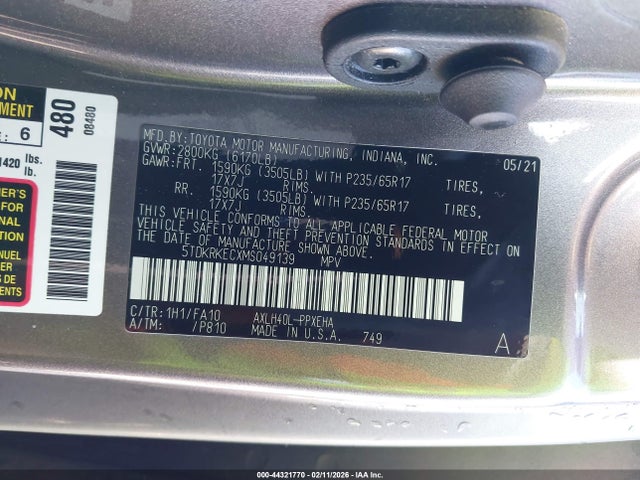 ON
MENT
E: 6
480
08480
1420 lbs.
lb.
MFD.BY:TOYOTA MOTOR MANUFACTURING, INDIANA, INC. 05/21
GVWR:2800KG (6170LB)
GAWR:FRT. 1590KG (3505LB) WITH P235/65R17 TIRES,
17X7J RIMS.
RR. 1590KG (3505LB) WITH P235/65R17 TIRES,
17X7J RIMS.
THIS VEHICLE CONFORMS TO ALL APPLICABLE FEDERAL MOTOR
VEHICLE SAFETY AND THEFT PREVENTION STANDARDS IN EFFECT ON
THE DATE OF MANUFACTURE SHOWN ABOVE.
5TDKRKECXMS049139 MPV
C/TR:1H1/FA10 AXLH40L-PPXEHA
A/TM: /P810 MADE IN U.S.A. 749
A
000-44321770 - 02/11/2026 - IAA, Inc.